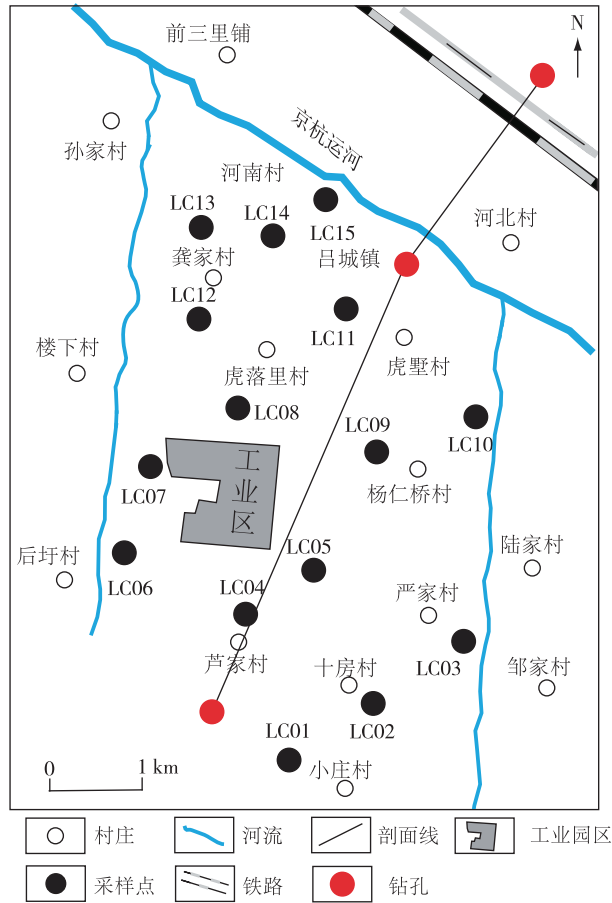 前三里铺
N
孙家村
京杭运河
河南村
LC13
LC14
LC15
河北村
龚家村
吕城镇
LC12
LC11
楼下村
虎落里村
虎墅村
LC08
LC09
LC10
工业区
LC07
杨仁桥村
后圩村
LC05
陆家村
LC06
LC04
严家村
芦家村
十房村
LC03
邹家村
LC01
LC02
小庄村
0 1 km
村庄 河流 剖面线 工业园区
采样点 铁路 钻孔